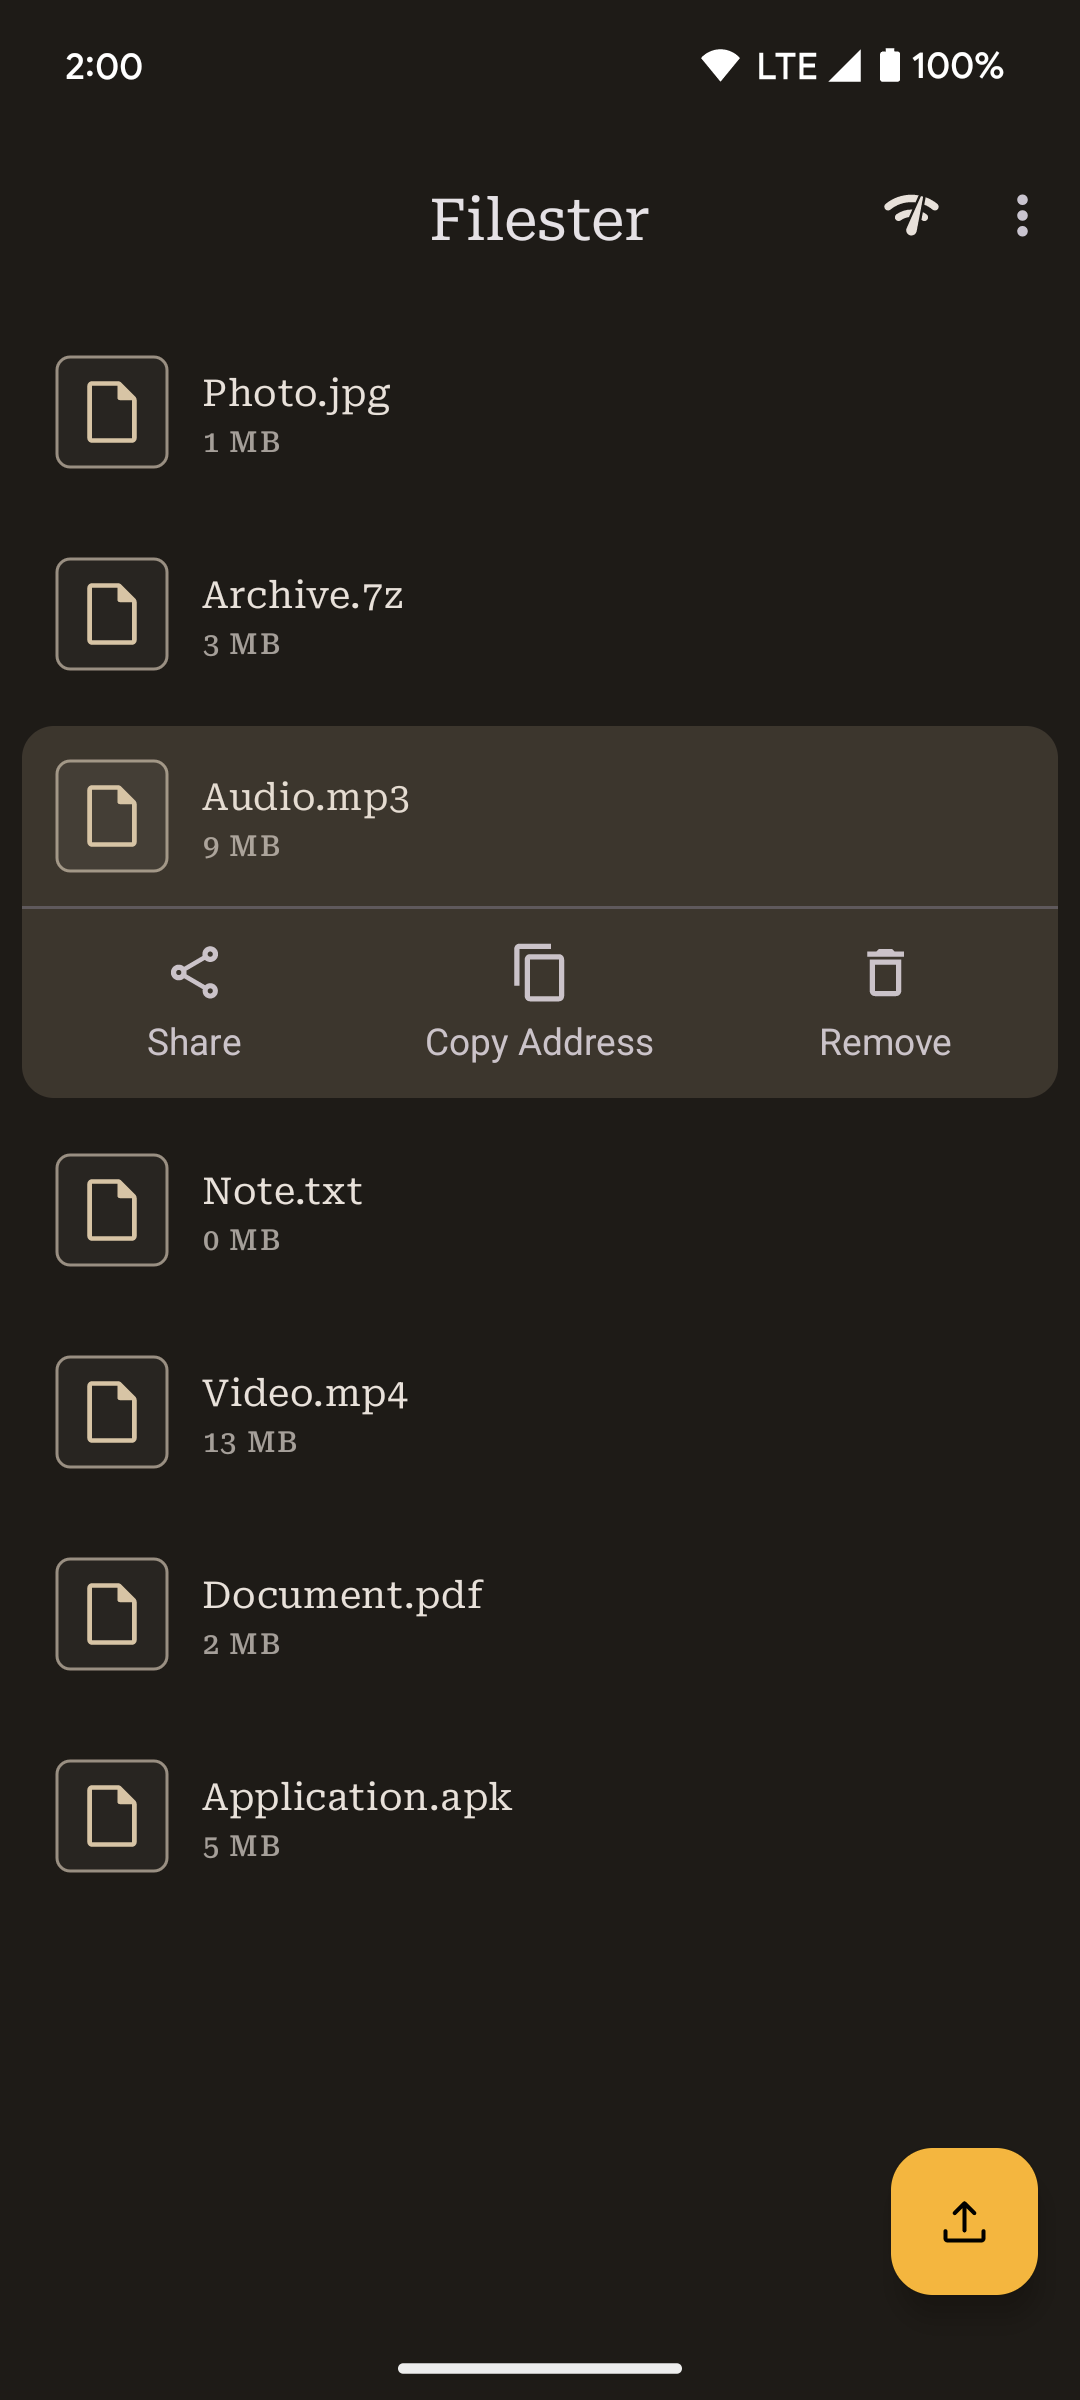 2:00 LTE 100%
Filester
Photo.jpg
1 MB
Archive.7z
3 MB
Audio.mp3
9 MB
Share Copy Address Remove
Note.txt
0 MB
Video.mp4
13 MB
Document.pdf
2 MB
Application.apk
5 MB